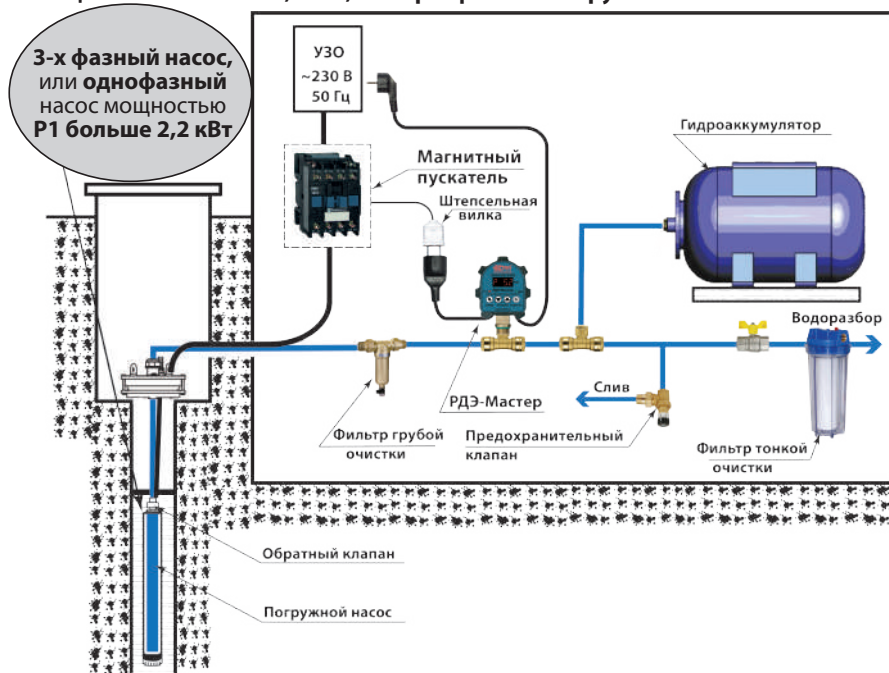 3-х фазный насос,
или однофазный
насос мощностью
P1 больше 2,2 кВт
УЗО
~230 В
50 Гц
Магнитный
пускатель
Штепсельная
вилка
Гидроаккумулятор
Водоразбор
РДЭ-Мастер
Слив
Фильтр грубой
очистки
Предохранительный
клапан
Фильтр тонкой
очистки
Обратный клапан
Погружной насос